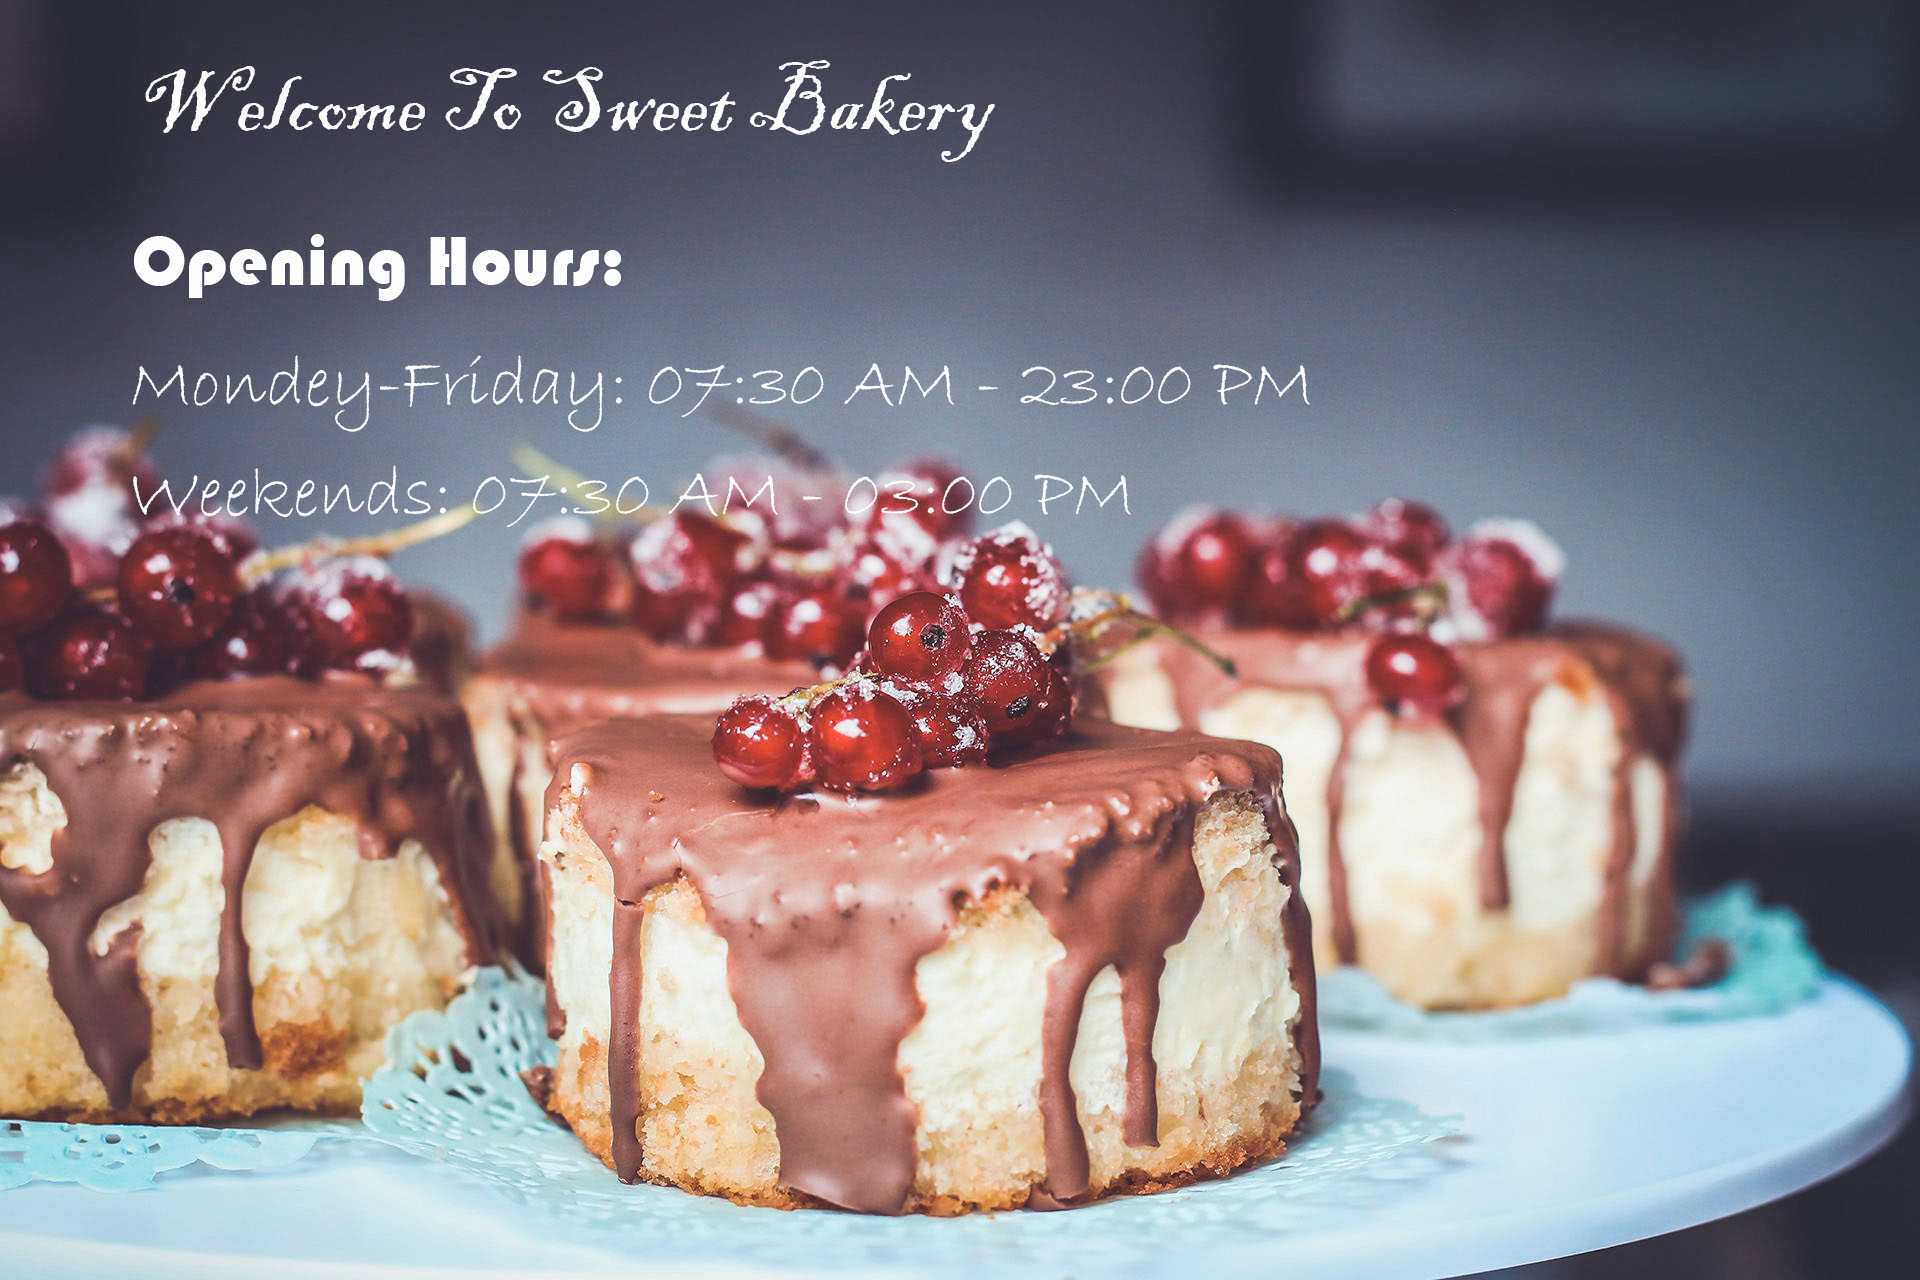 Welcome To Sweet Bakery
Opening Hours:
Mondey-Friday: 07:30 AM - 23:00 PM
Weekends: 07:30 AM - 03:00 PM